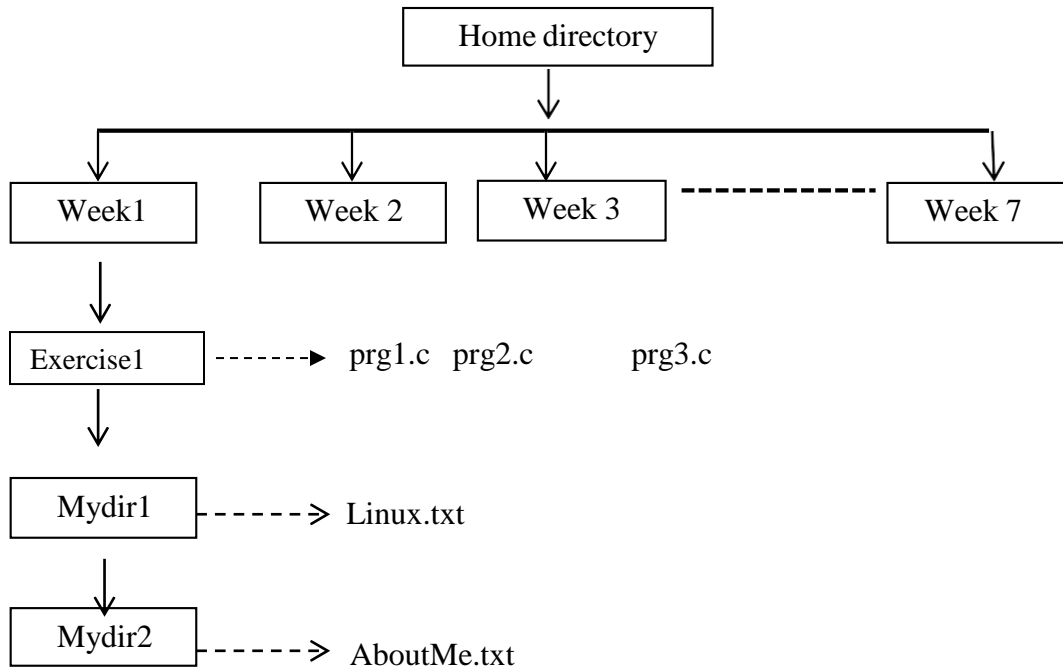 Home directory
Week1 Week 2 Week 3 Week 7
Exercise1 prg1.c prg2.c prg3.c
Mydir1 Linux.txt
Mydir2 AboutMe.txt